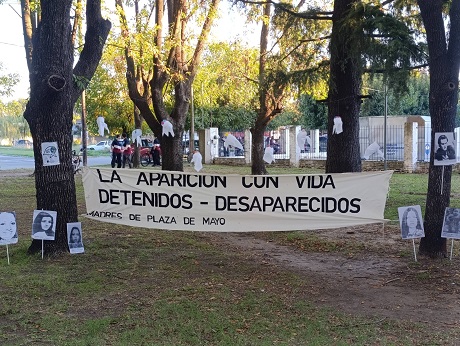 LA APARICION CON VIDA
DETENIDOS - DESAPARECIDOS
MADRES DE PLAZA DE MAYO